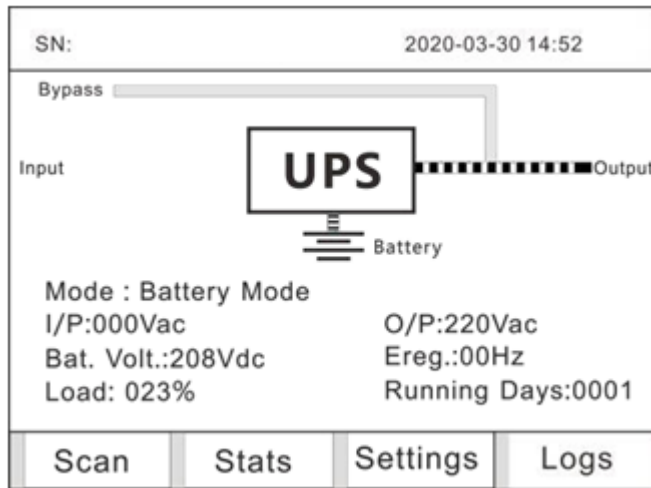 SN: 2020-03-30 14:52
Bypass
Input UPS Output
Battery
Mode : Battery Mode
I/P:000Vac O/P:220Vac
Bat. Volt.:208Vdc Ereg.:00Hz
Load: 023% Running Days:0001
Scan Stats Settings Logs